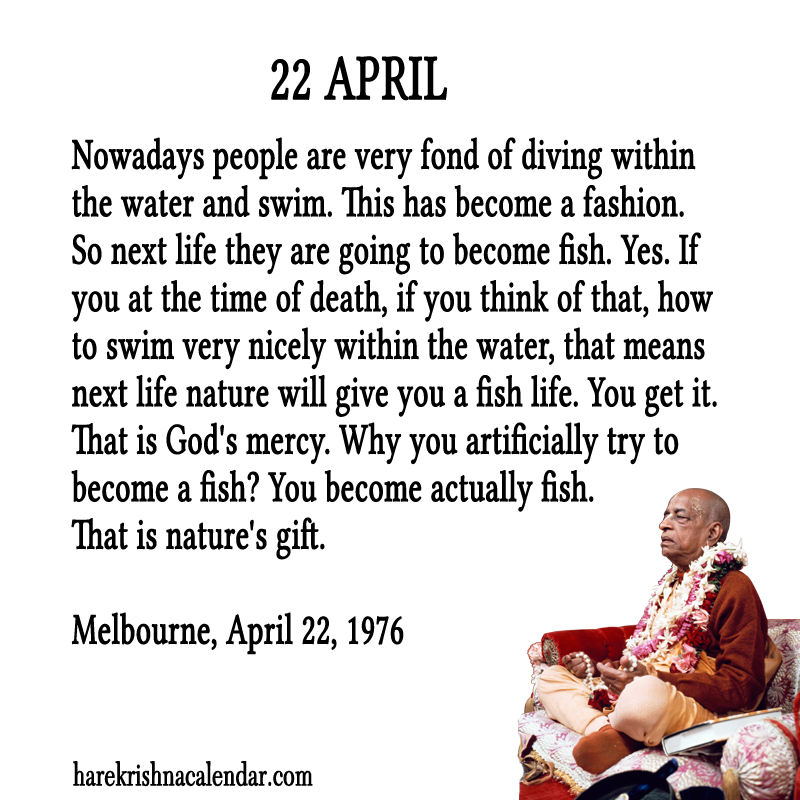 22 APRIL
Nowadays people are very fond of diving within
the water and swim. This has become a fashion.
So next life they are going to become fish. Yes. If
you at the time of death, if you think of that, how
to swim very nicely within the water, that means
next life nature will give you a fish life. You get it.
That is God's mercy. Why you artificially try to
become a fish? You become actually fish.
That is nature's gift.
Melbourne, April 22, 1976
harekrishnacalendar.com